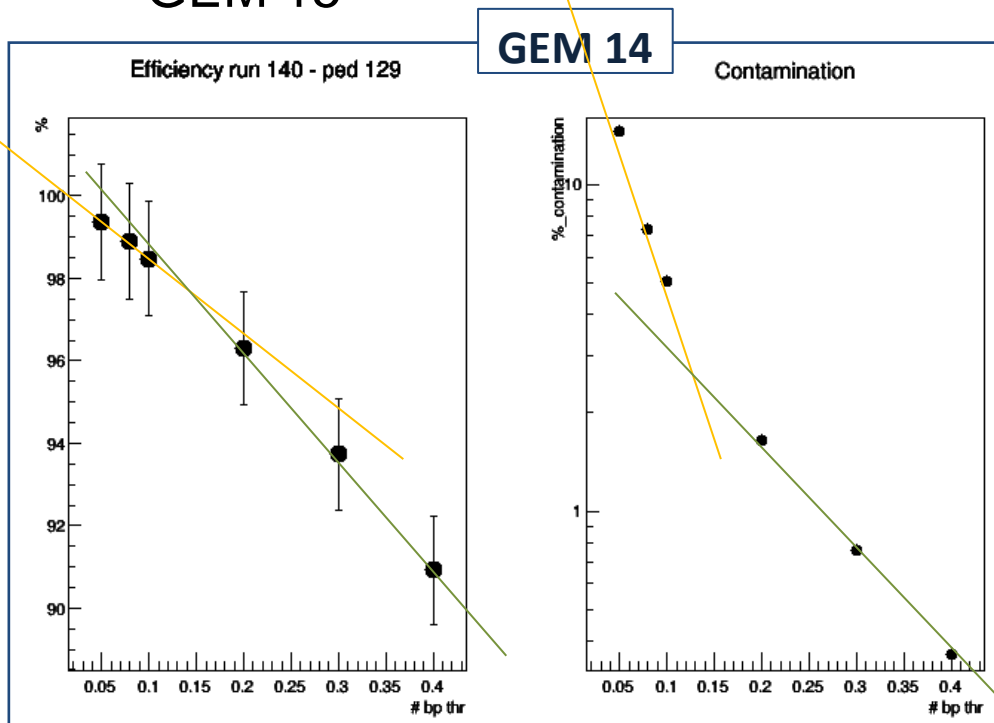 GEM 14
Efficiency run 140 - ped 129
%
100
98
96
94
92
90
0.05 0.1 0.15 0.2 0.25 0.3 0.35 0.4
# bp thr
Contamination
%_contamination
10
1
0.05 0.1 0.15 0.2 0.25 0.3 0.35 0.4
# bp thr